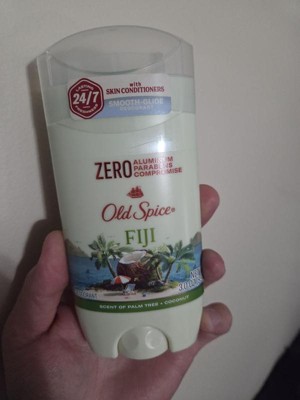 with
SKIN CONDITIONERS
24/7
SMOOTH-GLIDE
ZERO
ALUMINUM
PARABENS
COMPROMISE
Old Spice
FIJI
SCENT OF PALM TREE + COCONUT